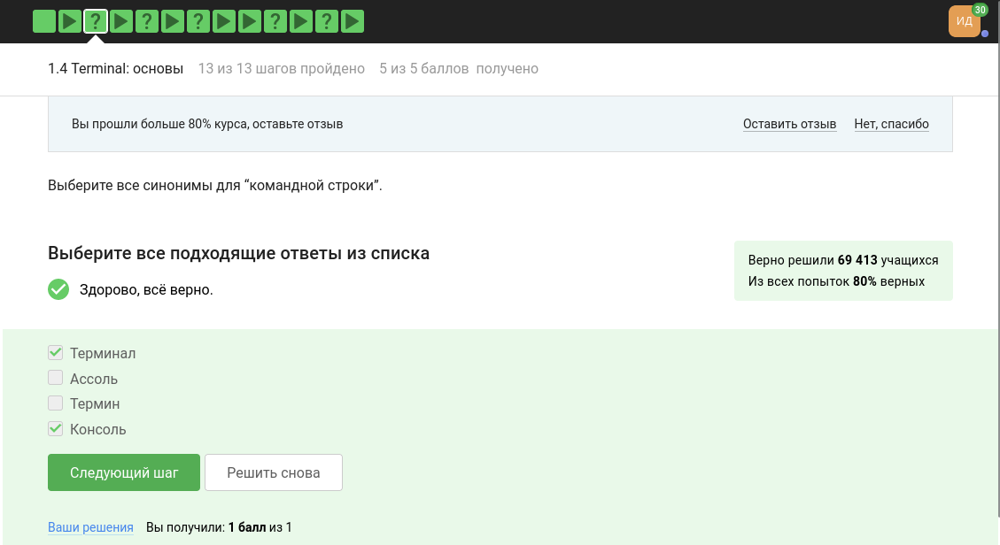 ? ? ? ? ?
ИД 30
1.4 Terminal: основы 13 из 13 шагов пройдено 5 из 5 баллов получено
Вы прошли больше 80% курса, оставьте отзыв Оставить отзыв Нет, спасибо
Выберите все синонимы для “командной строки”.
Выберите все подходящие ответы из списка
Здорово, всё верно.
Верно решили 69 413 учащихся
Из всех попыток 80% верных
Терминал
Ассоль
Термин
Консоль
Следующий шаг Решить снова
Ваши решения Вы получили: 1 балл из 1